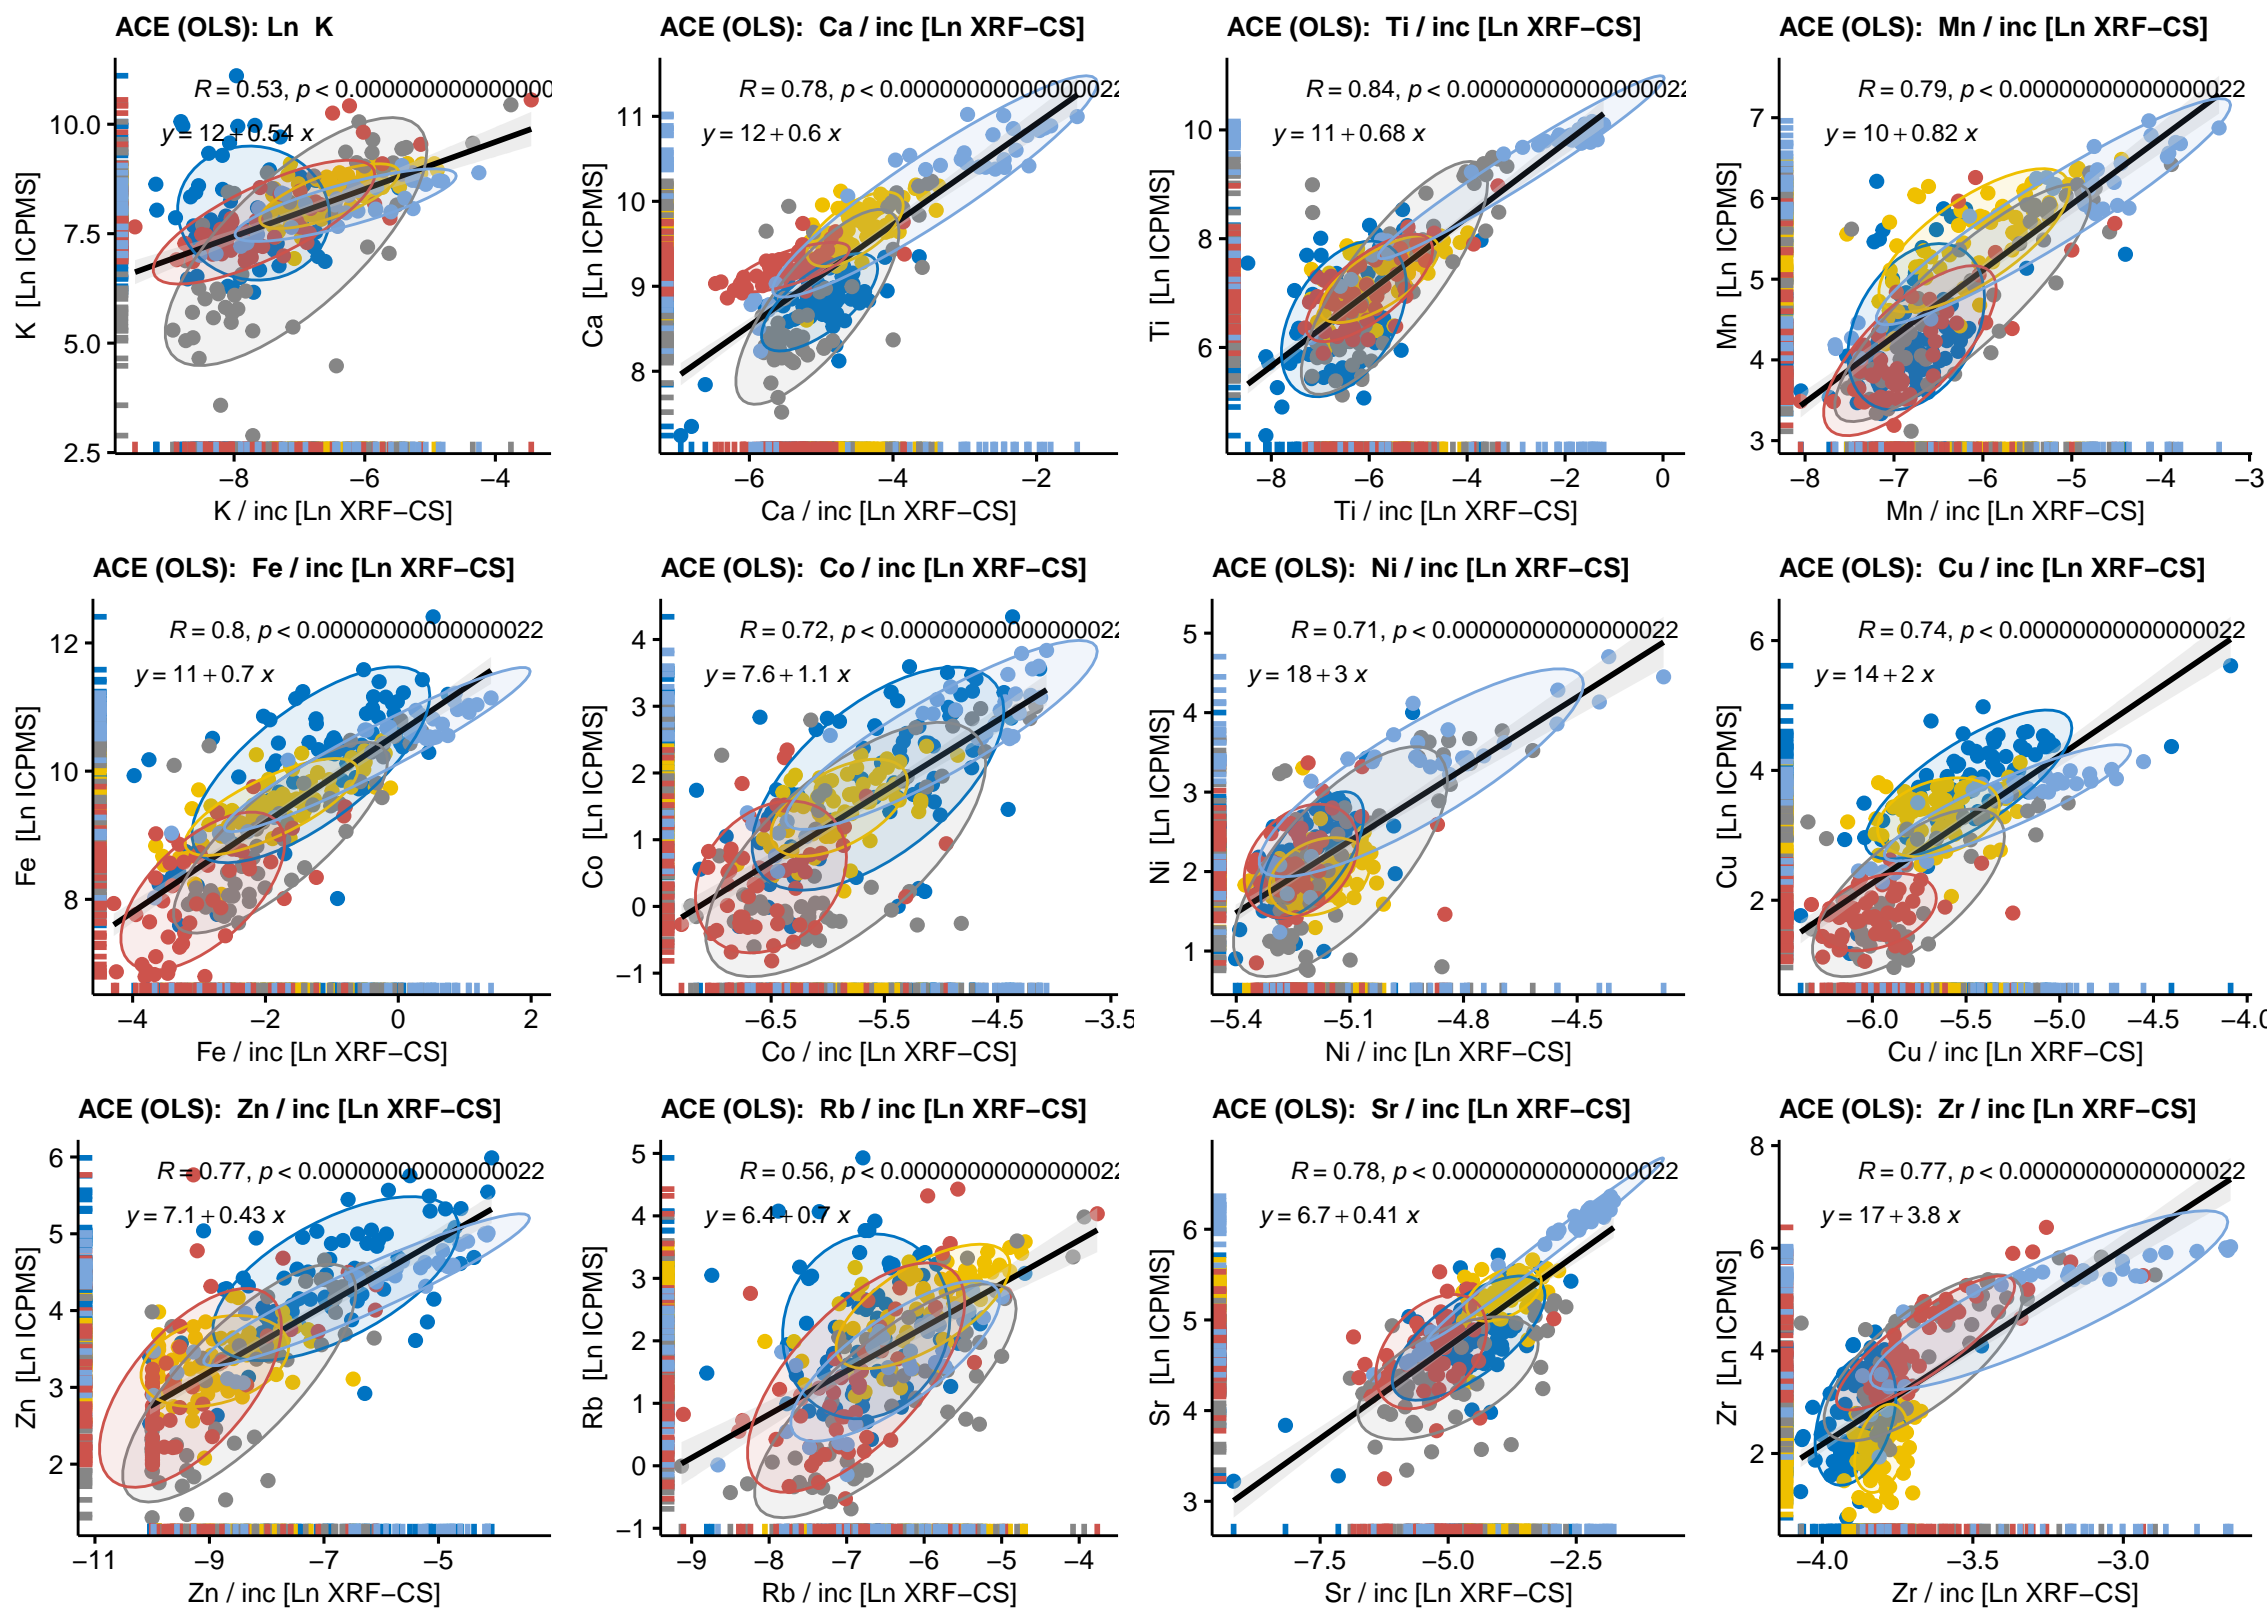 ACE (OLS): Ln K
R = 0.53, p < 0.0000000000000000
y = 12 + 0.54 x
10.0
7.5
5.0
2.5
K [Ln ICPMS]
−8 −6 −4
K / inc [Ln XRF−CS]
ACE (OLS): Ca / inc [Ln XRF−CS]
R = 0.78, p < 0.00000000000000022
y = 12 + 0.6 x
11
10
9
8
Ca [Ln ICPMS]
−6 −4 −2
Ca / inc [Ln XRF−CS]
ACE (OLS): Ti / inc [Ln XRF−CS]
R = 0.84, p < 0.00000000000000022
y = 11 + 0.68 x
10
8
6
Ti [Ln ICPMS]
−8 −6 −4 −2 0
Ti / inc [Ln XRF−CS]
ACE (OLS): Mn / inc [Ln XRF−CS]
R = 0.79, p < 0.00000000000000022
y = 10 + 0.82 x
7
6
5
4
3
Mn [Ln ICPMS]
−8 −7 −6 −5 −4 −3
Mn / inc [Ln XRF−CS]
ACE (OLS): Fe / inc [Ln XRF−CS]
R = 0.8, p < 0.00000000000000022
y = 11 + 0.7 x
12
10
8
Fe [Ln ICPMS]
−4 −2 0 2
Fe / inc [Ln XRF−CS]
ACE (OLS): Co / inc [Ln XRF−CS]
R = 0.72, p < 0.00000000000000022
y = 7.6 + 1.1 x
4
3
2
1
0
−1
Co [Ln ICPMS]
−6.5 −5.5 −4.5 −3.5
Co / inc [Ln XRF−CS]
ACE (OLS): Ni / inc [Ln XRF−CS]
R = 0.71, p < 0.00000000000000022
y = 18 + 3 x
5
4
3
2
1
Ni [Ln ICPMS]
−5.4 −5.1 −4.8 −4.5
Ni / inc [Ln XRF−CS]
ACE (OLS): Cu / inc [Ln XRF−CS]
R = 0.74, p < 0.00000000000000022
y = 14 + 2 x
6
4
2
Cu [Ln ICPMS]
−6.0 −5.5 −5.0 −4.5 −4.0
Cu / inc [Ln XRF−CS]
ACE (OLS): Zn / inc [Ln XRF−CS]
R = 0.77, p < 0.00000000000000022
y = 7.1 + 0.43 x
6
5
4
3
2
Zn [Ln ICPMS]
−11 −9 −7 −5
Zn / inc [Ln XRF−CS]
ACE (OLS): Rb / inc [Ln XRF−CS]
R = 0.56, p < 0.00000000000000022
y = 6.4 + 0.7 x
5
4
3
2
1
0
−1
Rb [Ln ICPMS]
−9 −8 −7 −6 −5 −4
Rb / inc [Ln XRF−CS]
ACE (OLS): Sr / inc [Ln XRF−CS]
R = 0.78, p < 0.00000000000000022
y = 6.7 + 0.41 x
6
5
4
3
Sr [Ln ICPMS]
−7.5 −5.0 −2.5
Sr / inc [Ln XRF−CS]
ACE (OLS): Zr / inc [Ln XRF−CS]
R = 0.77, p < 0.00000000000000022
y = 17 + 3.8 x
8
6
4
2
Zr [Ln ICPMS]
−4.0 −3.5 −3.0
Zr / inc [Ln XRF−CS]